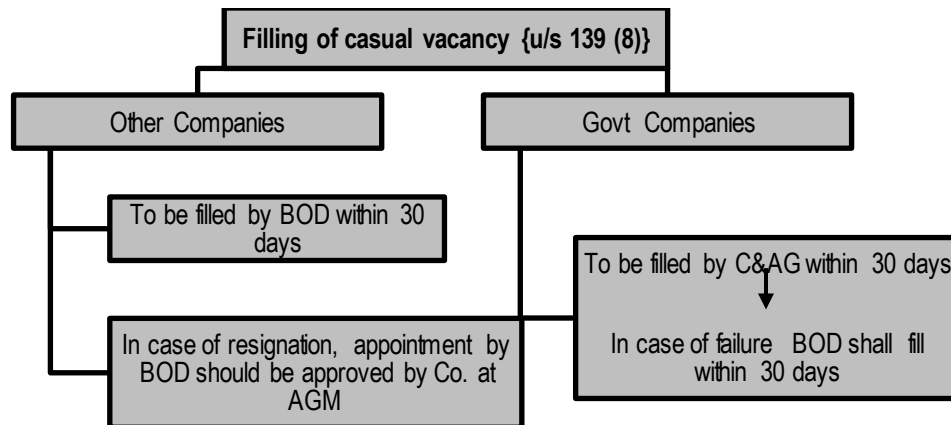 Filling of casual vacancy {u/s 139 (8)}
Other Companies
Govt Companies
To be filled by BOD within 30
days
To be filled by C&AG within 30 days
In case of failure BOD shall fill
within 30 days
In case of resignation, appointment by
BOD should be approved by Co. at
AGM